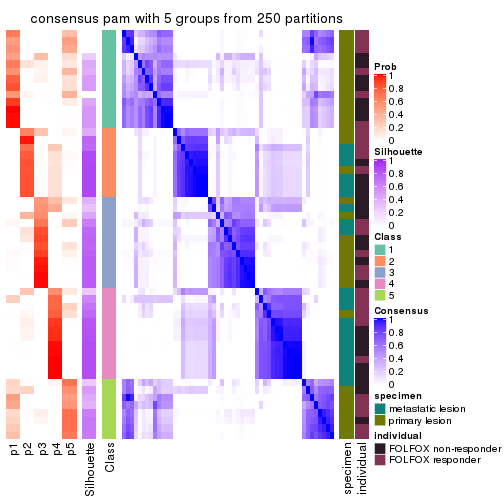 consensus pam with 5 groups from 250 partitions
Prob
1
0.8
0.6
0.4
0.2
0
Silhouette
1
0.8
0.6
0.4
0.2
0
Class
1
2
3
4
5
Consensus
1
0.8
0.6
0.4
0.2
0
specimen
metastatic lesion
primary lesion
individual
FOLFOX non-responder
FOLFOX responder
p1
p2
p3
p4
p5
Silhouette
Class
specimen
individual